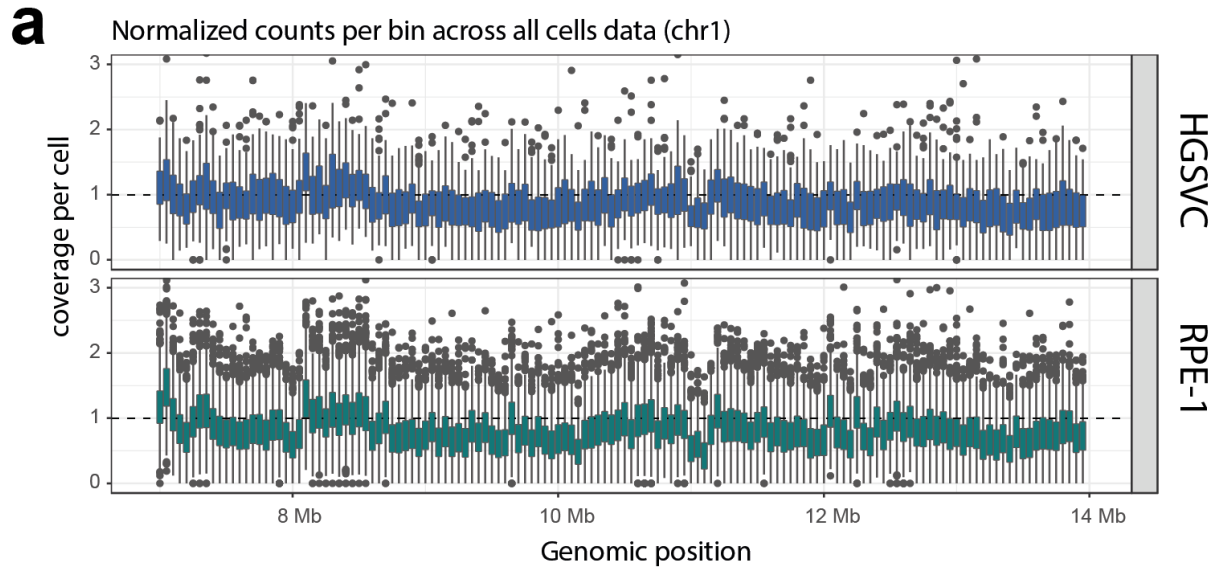 a
Normalized counts per bin across all cells data (chr1)
coverage per cell
3
2
1
0
HGSVC
3
2
1
0
RPE-1
8 Mb 10 Mb 12 Mb 14 Mb
Genomic position